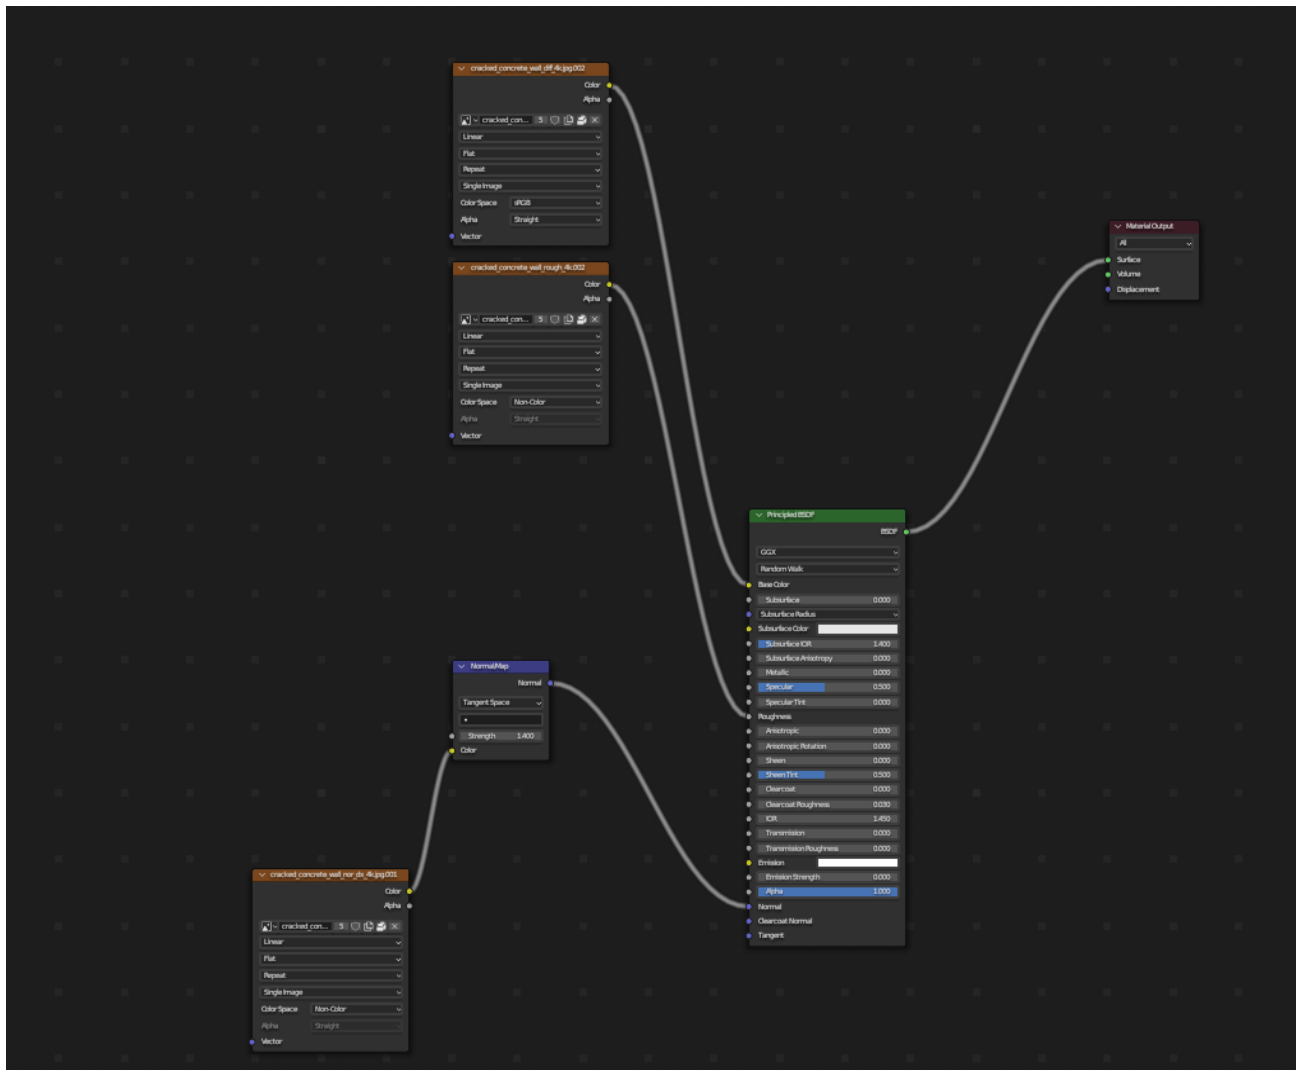 cracked_concrete_wall_diff_4k.jpg.002
Color
Alpha
cracked_con... 5
Linear
Flat
Repeat
Single Image
Color Space sRGB
Alpha Straight
Vector
cracked_concrete_wall_rough_4k.002
Color
Alpha
cracked_con... 5
Linear
Flat
Repeat
Single Image
Color Space Non-Color
Alpha Straight
Vector
Material Output
All
Surface
Volume
Displacement
Principled BSDF
BSDF
GGX
Random Walk
Base Color
Subsurface 0.000
Subsurface Radius
Subsurface Color
Subsurface IOR 1.400
Subsurface Anisotropy 0.000
Metallic 0.000
Specular 0.500
Specular Tint 0.000
Roughness
Anisotropic 0.000
Anisotropic Rotation 0.000
Sheen 0.000
Sheen Tint 0.500
Clearcoat 0.000
Clearcoat Roughness 0.030
IOR 1.450
Transmission 0.000
Transmission Roughness 0.000
Emission
Emission Strength 0.000
Alpha 1.000
Normal
Clearcoat Normal
Tangent
Normal Map
Normal
Tangent Space
Strength 1.400
Color
cracked_concrete_wall_nor_dx_4k.jpg.001
Color
Alpha
cracked_con... 5
Linear
Flat
Repeat
Single Image
Color Space Non-Color
Alpha Straight
Vector